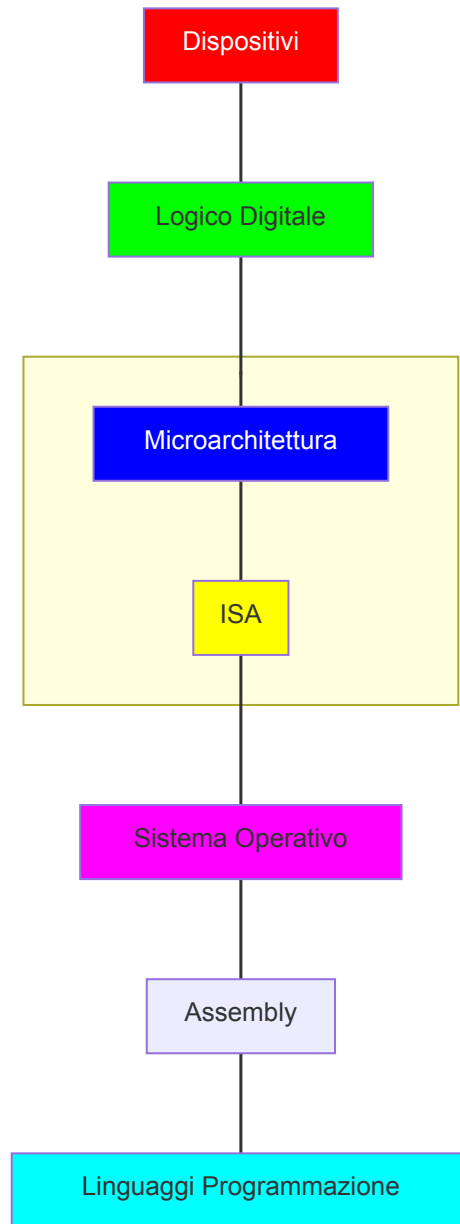 Dispositivi
Logico Digitale
Microarchitettura
ISA
Sistema Operativo
Assembly
Linguaggi Programmazione